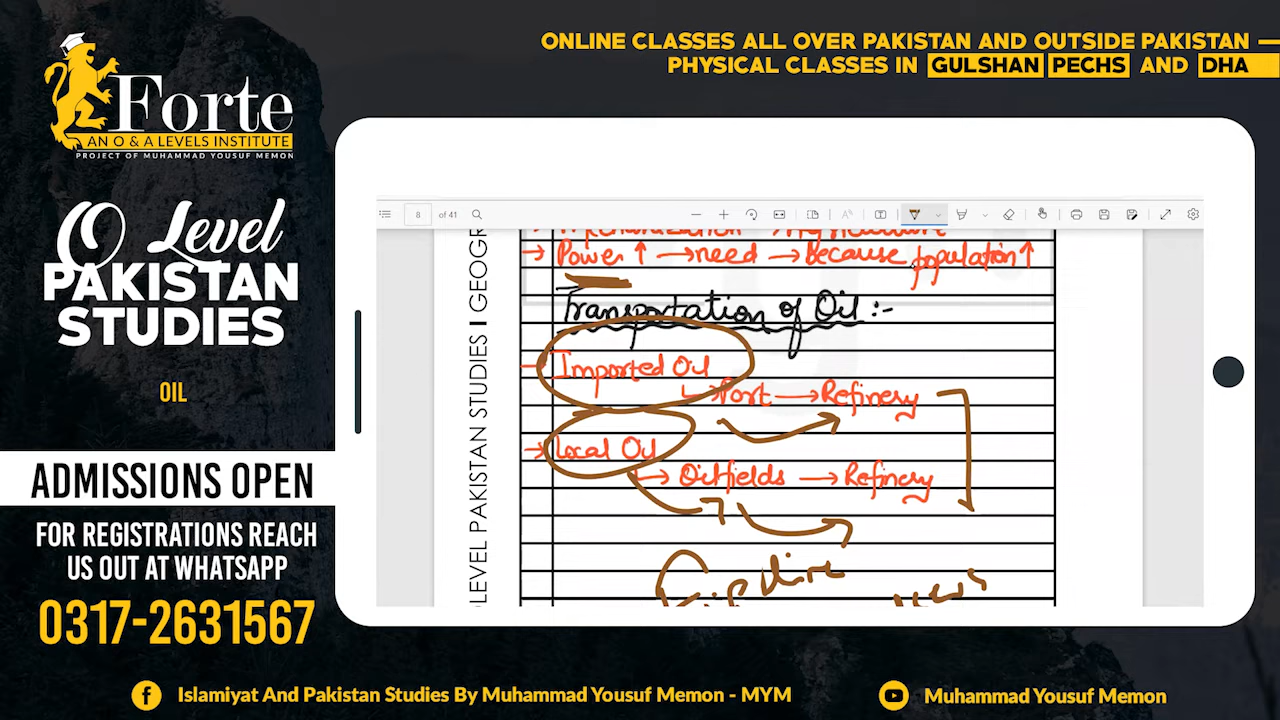 Forte
AN O & A LEVELS INSTITUTE
PROJECT OF MUHAMMAD YOUSUF MEMON
ONLINE CLASSES ALL OVER PAKISTAN AND OUTSIDE PAKISTAN
PHYSICAL CLASSES IN GULSHAN PECHS AND DHA
O Level
PAKISTAN
STUDIES
OIL
ADMISSIONS OPEN
FOR REGISTRATIONS REACH
US OUT AT WHATSAPP
0317-2631567
8 of 41
LEVEL PAKISTAN STUDIES I GEOGR
→ Power ↑ → need → Because population ↑
Transportation of Oil :-
→ Imported Oil
→ Port → Refinery
→ Local Oil
→ Oilfields → Refinery
Pipeline
Islamiyat And Pakistan Studies By Muhammad Yousuf Memon - MYM
Muhammad Yousuf Memon